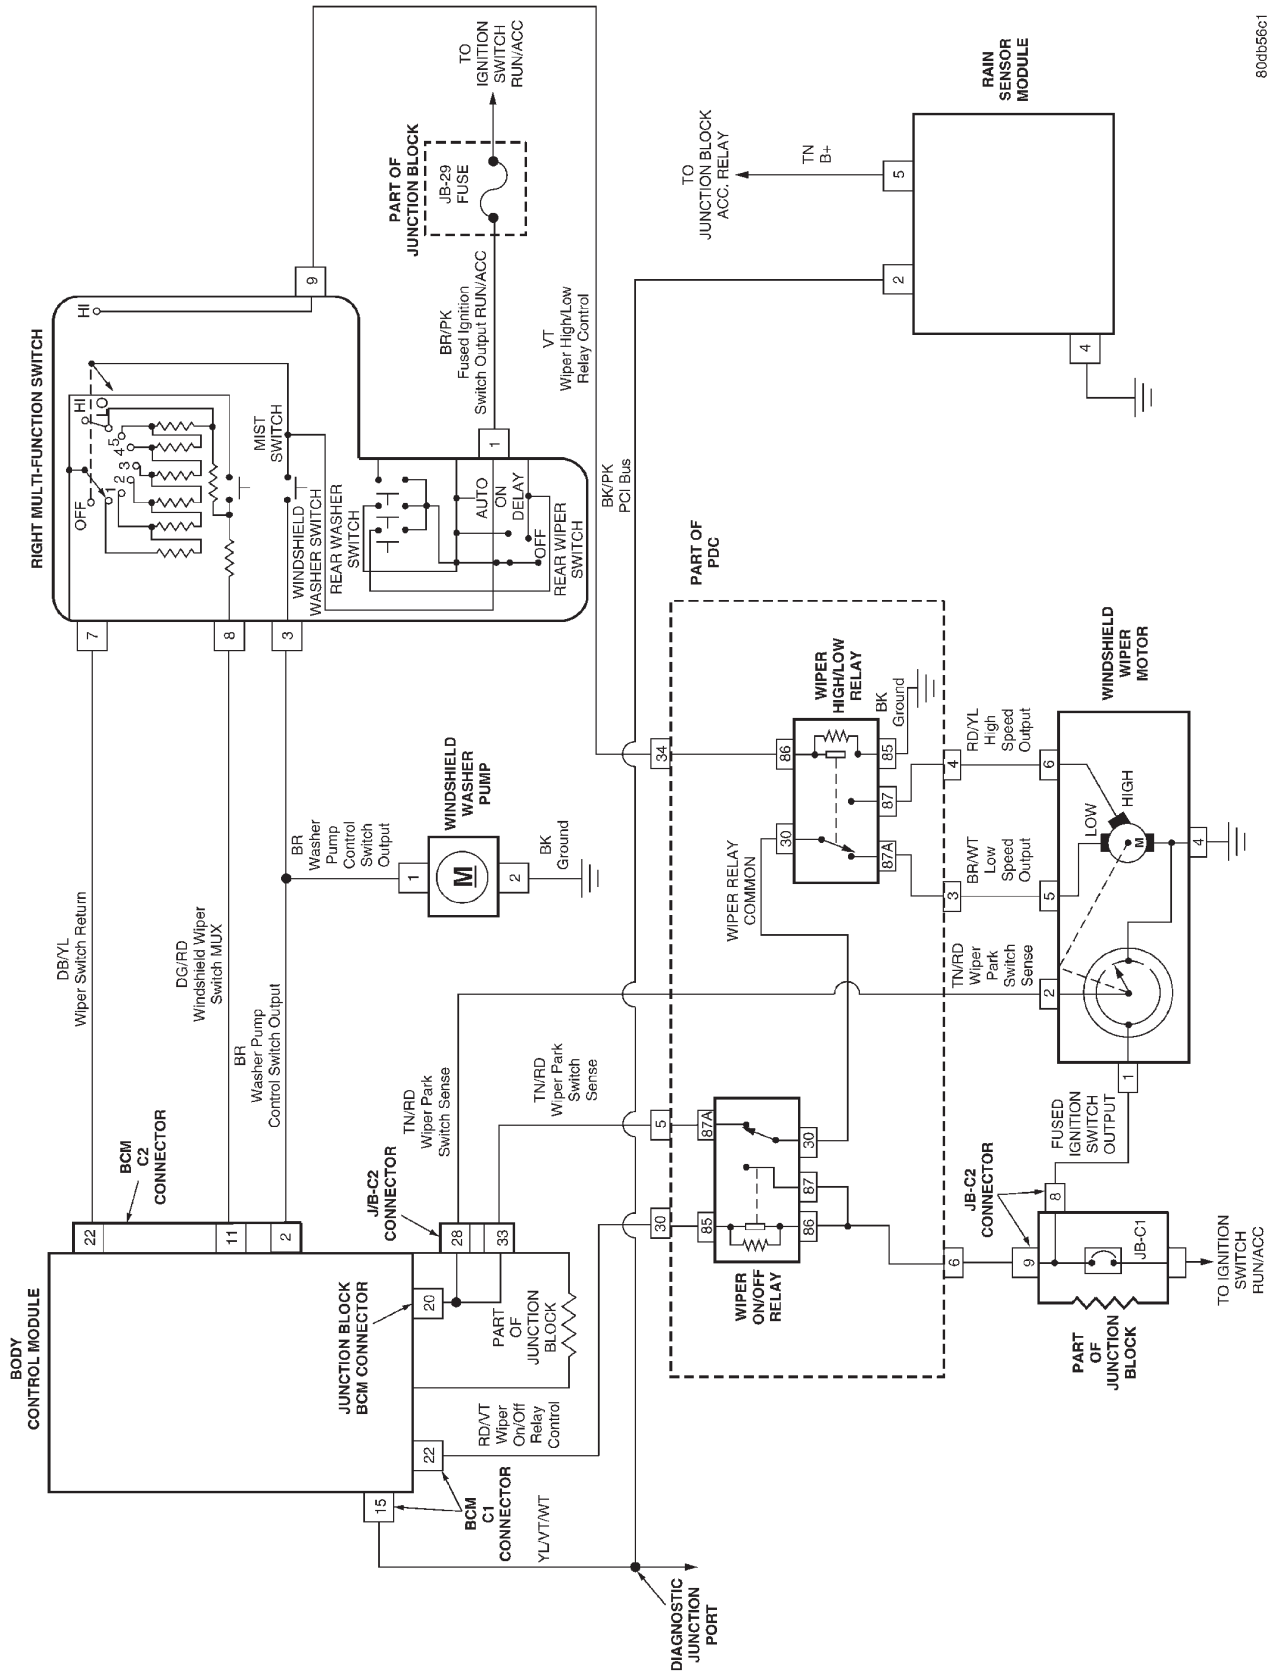 BODY
CONTROL MODULE
BCM
C2
CONNECTOR
22
11
2
DB/YL
Wiper Switch Return
DG/RD
Windshield Wiper
Switch MUX
BR
Washer Pump
Control Switch Output
RIGHT MULTI-FUNCTION SWITCH
7
8
3
OFF
1
2
3
4
5
LO
HI
HI
MIST
SWITCH
WINDSHIELD
WASHER SWITCH
REAR WASHER
SWITCH
AUTO
ON
DELAY
OFF
REAR WIPER
SWITCH
9
1
PART OF
JUNCTION BLOCK
JB-29
FUSE
TO
IGNITION
SWITCH
RUN/ACC
BR/PK
Fused Ignition
Switch Output RUN/ACC
VT
Wiper High/Low
Relay Control
BR
Washer
Pump
Control
Switch
Output
1
M
2
WINDSHIELD
WASHER
PUMP
BK
Ground
JUNCTION BLOCK
BCM CONNECTOR
20
J/B-C2
CONNECTOR
28
33
PART
OF
JUNCTION
BLOCK
TN/RD
Wiper Park
Switch Sense
TN/RD
Wiper Park
Switch
Sense
22
15
BCM
C1
CONNECTOR
RD/VT
Wiper
On/Off
Relay
Control
YL/VT/WT
DIAGNOSTIC
JUNCTION
PORT
BK/PK
PCI Bus
TO
JUNCTION BLOCK
ACC. RELAY
TN
B+
2
5
4
RAIN
SENSOR
MODULE
PART OF
PDC
30
5
34
85
87A
86
87
30
WIPER
ON/OFF
RELAY
WIPER RELAY
COMMON
30
86
87A
87
85
WIPER
HIGH/LOW
RELAY
BK
Ground
6
3
4
TN/RD
Wiper
Park
Switch
Sense
BR/WT
Low
Speed
Output
RD/YL
High
Speed
Output
2
5
6
LOW
HIGH
M
4
1
WINDSHIELD
WIPER
MOTOR
FUSED
IGNITION
SWITCH
OUTPUT
JB-C2
CONNECTOR
9
8
JB-C1
PART
OF
JUNCTION
BLOCK
TO IGNITION
SWITCH
RUN/ACC
80db56c1